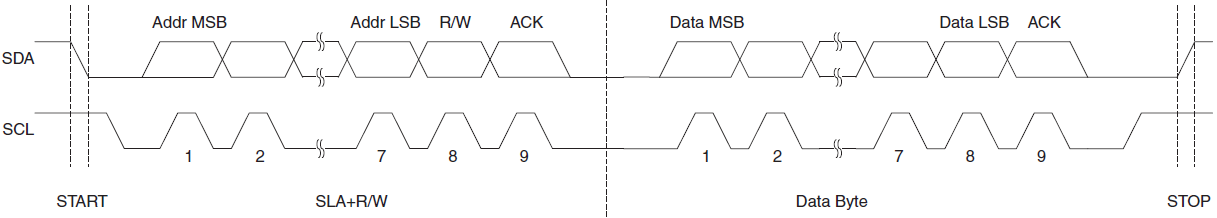 Addr MSB Addr LSB R/W ACK Data MSB Data LSB ACK
SDA
SCL
1 2 7 8 9 1 2 7 8 9
START SLA+R/W Data Byte STOP